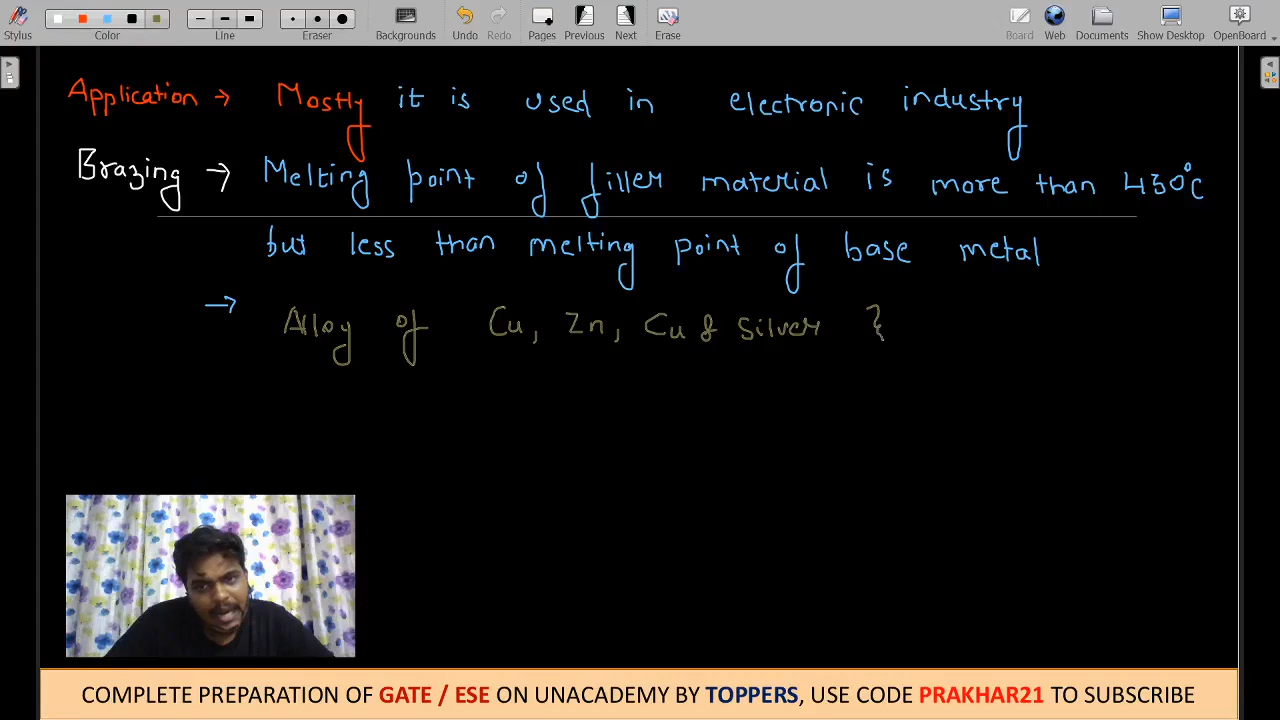 Stylus
Color
Line
Eraser
Backgrounds
Undo
Redo
Pages
Previous
Next
Erase
Board
Web
Documents
Show Desktop
OpenBoard
Application → Mostly it is used in electronic industry
Brazing → Melting point of filler material is more than 430°C
but less than melting point of base metal
→ Alloy of Cu, Zn, Cu & Silver }
COMPLETE PREPARATION OF GATE / ESE ON UNACADEMY BY TOPPERS, USE CODE PRAKHAR21 TO SUBSCRIBE